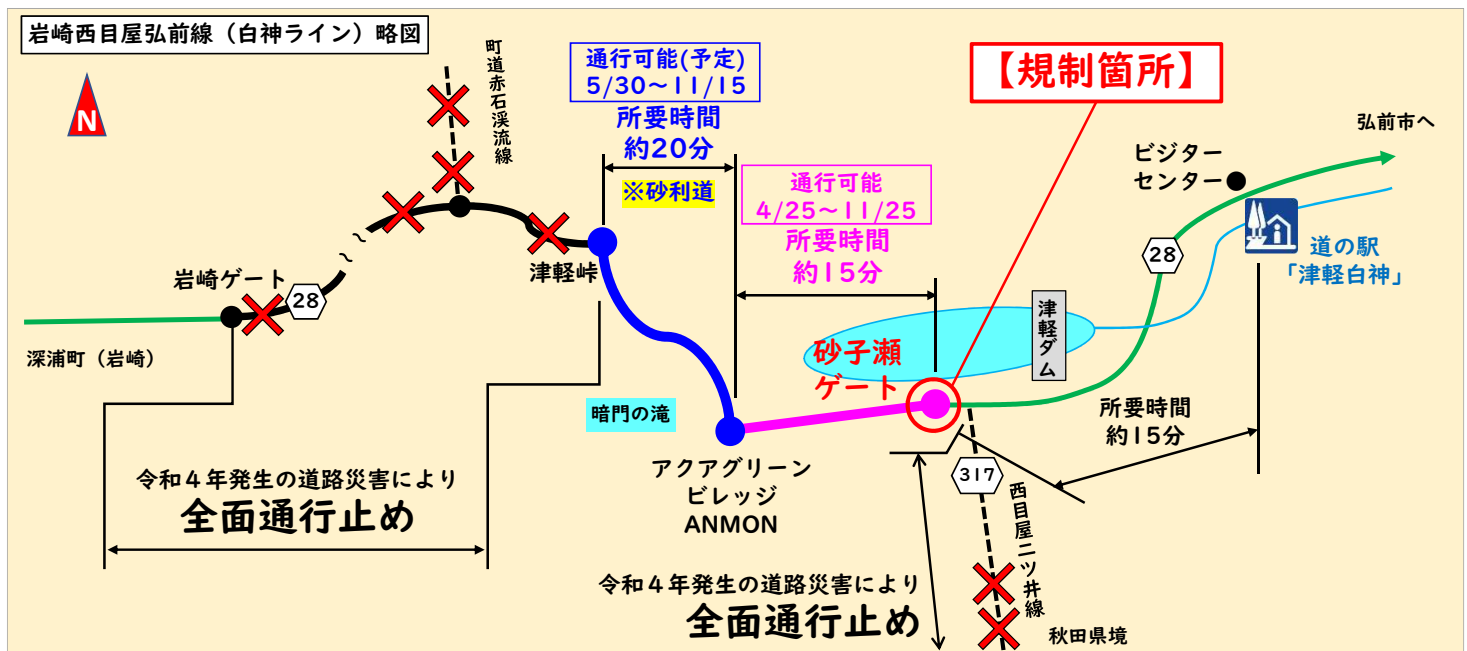 岩崎西目屋弘前線（白神ライン）略図
N
町道赤石渓流線
通行可能(予定)
5/30～11/15
所要時間
約20分
※砂利道
【規制箇所】
通行可能
4/25～11/25
所要時間
約15分
弘前市へ
ビジター
センター
28
道の駅
「津軽白神」
津軽峠
岩崎ゲート
28
深浦町（岩崎）
津軽ダム
砂子瀬
ゲート
暗門の滝
所要時間
約15分
アクアグリーン
ビレッジ
ANMON
令和４年発生の道路災害により
全面通行止め
317
西目屋二ツ井線
令和４年発生の道路災害により
全面通行止め
秋田県境